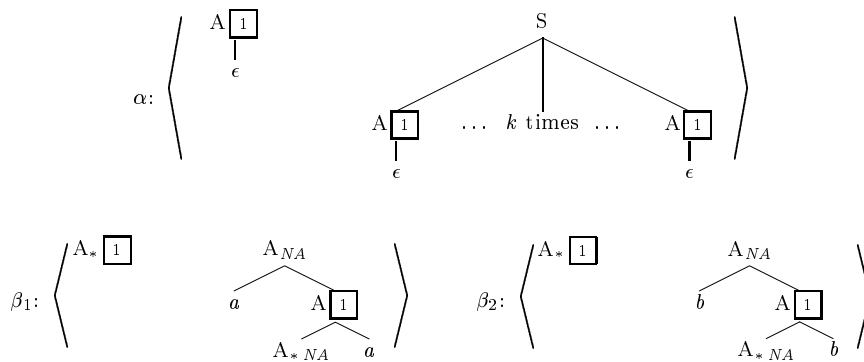 S
A 1
ϵ
α:
A 1 ... k times ... A 1
ϵ ϵ
A* 1 A_NA A* 1 A_NA
β1: a A 1 β2: b A 1
A* NA a A* NA b